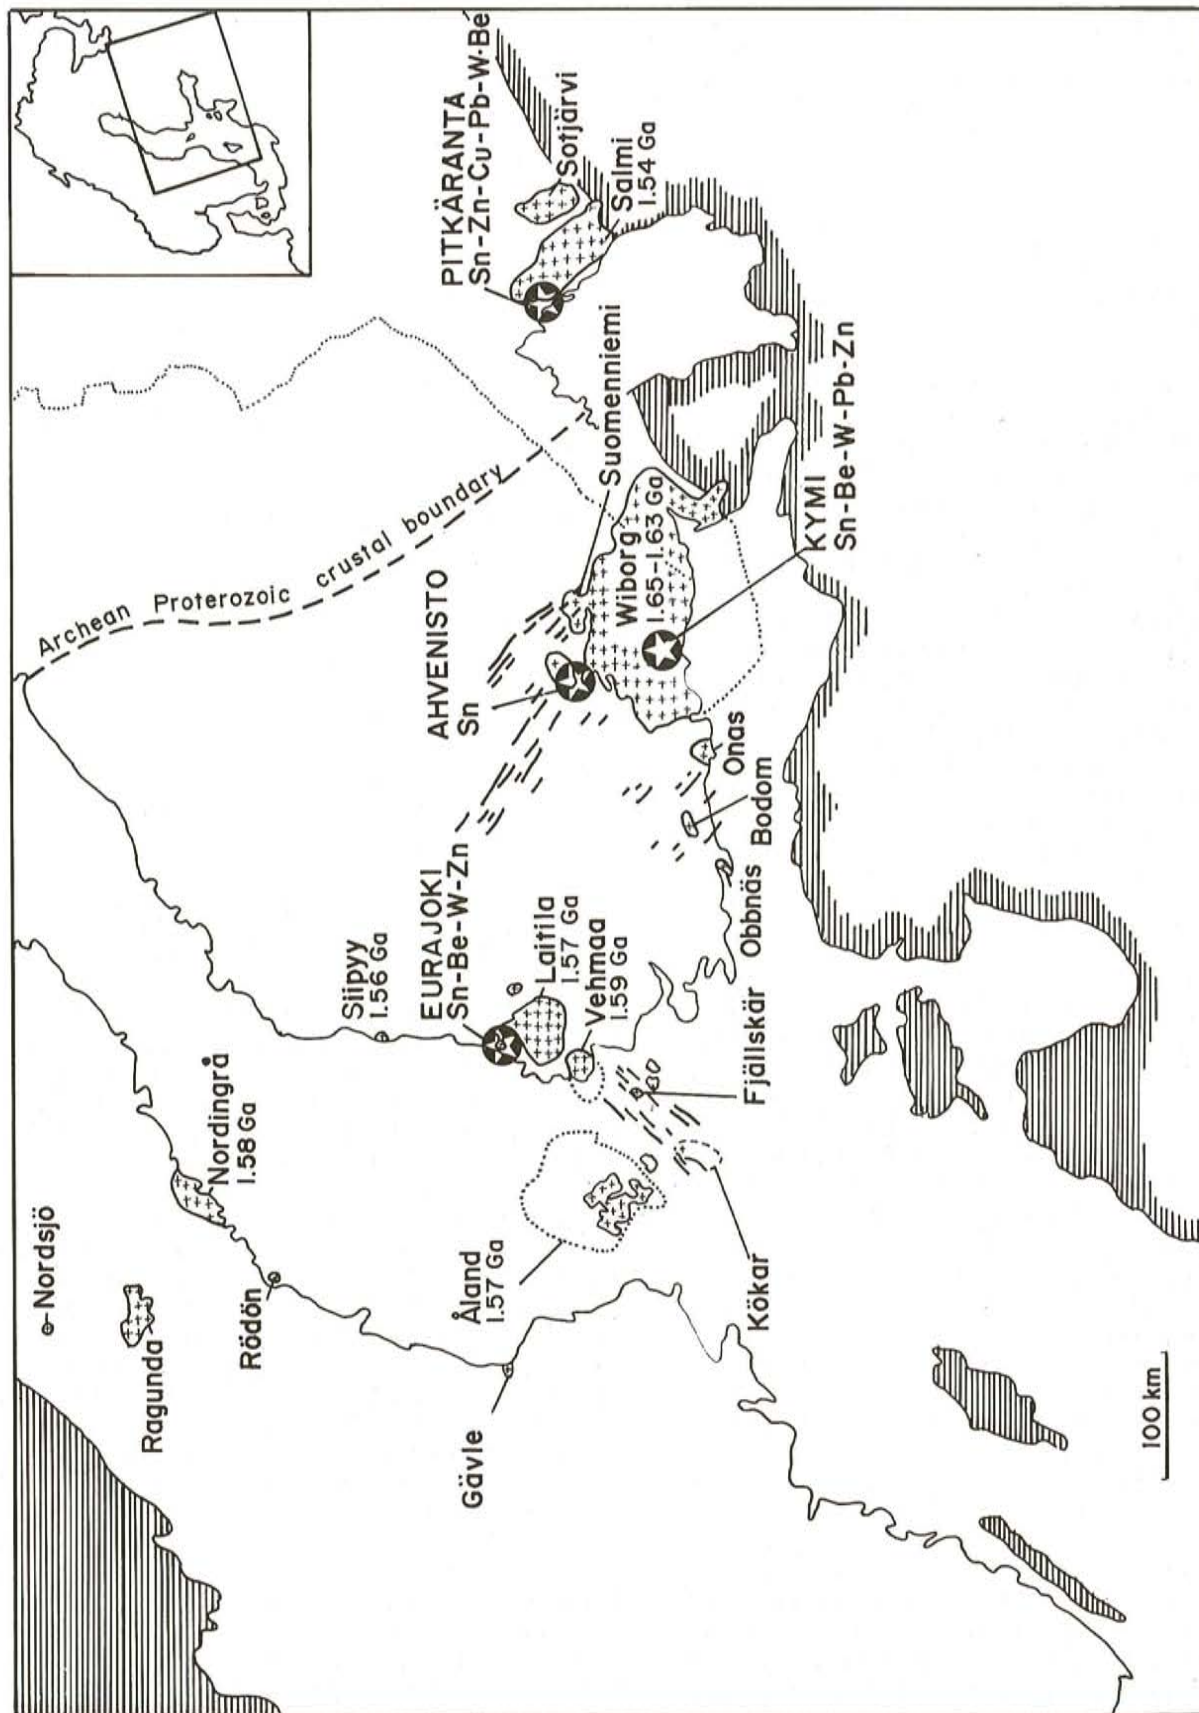 Nordsjö
Ragunda
Nordingrå
1.58 Ga
Rödön
Gävle
Siipyy
1.56 Ga
Åland
1.57 Ga
Kökar
EURAJOKI
Sn-Be-W-Zn
Laitila
1.57 Ga
Vehmaa
1.59 Ga
Fjällskär
Obbnäs
Bodom
Onas
Archean Proterozoic crustal boundary
AHVENISTO
Sn
Suomenniemi
Wiborg
1.65-1.63 Ga
KYMI
Sn-Be-W-Pb-Zn
PITKÄRANTA
Sn-Zn-Cu-Pb-W-Be
Sotjärvi
Salmi
1.54 Ga
100 km